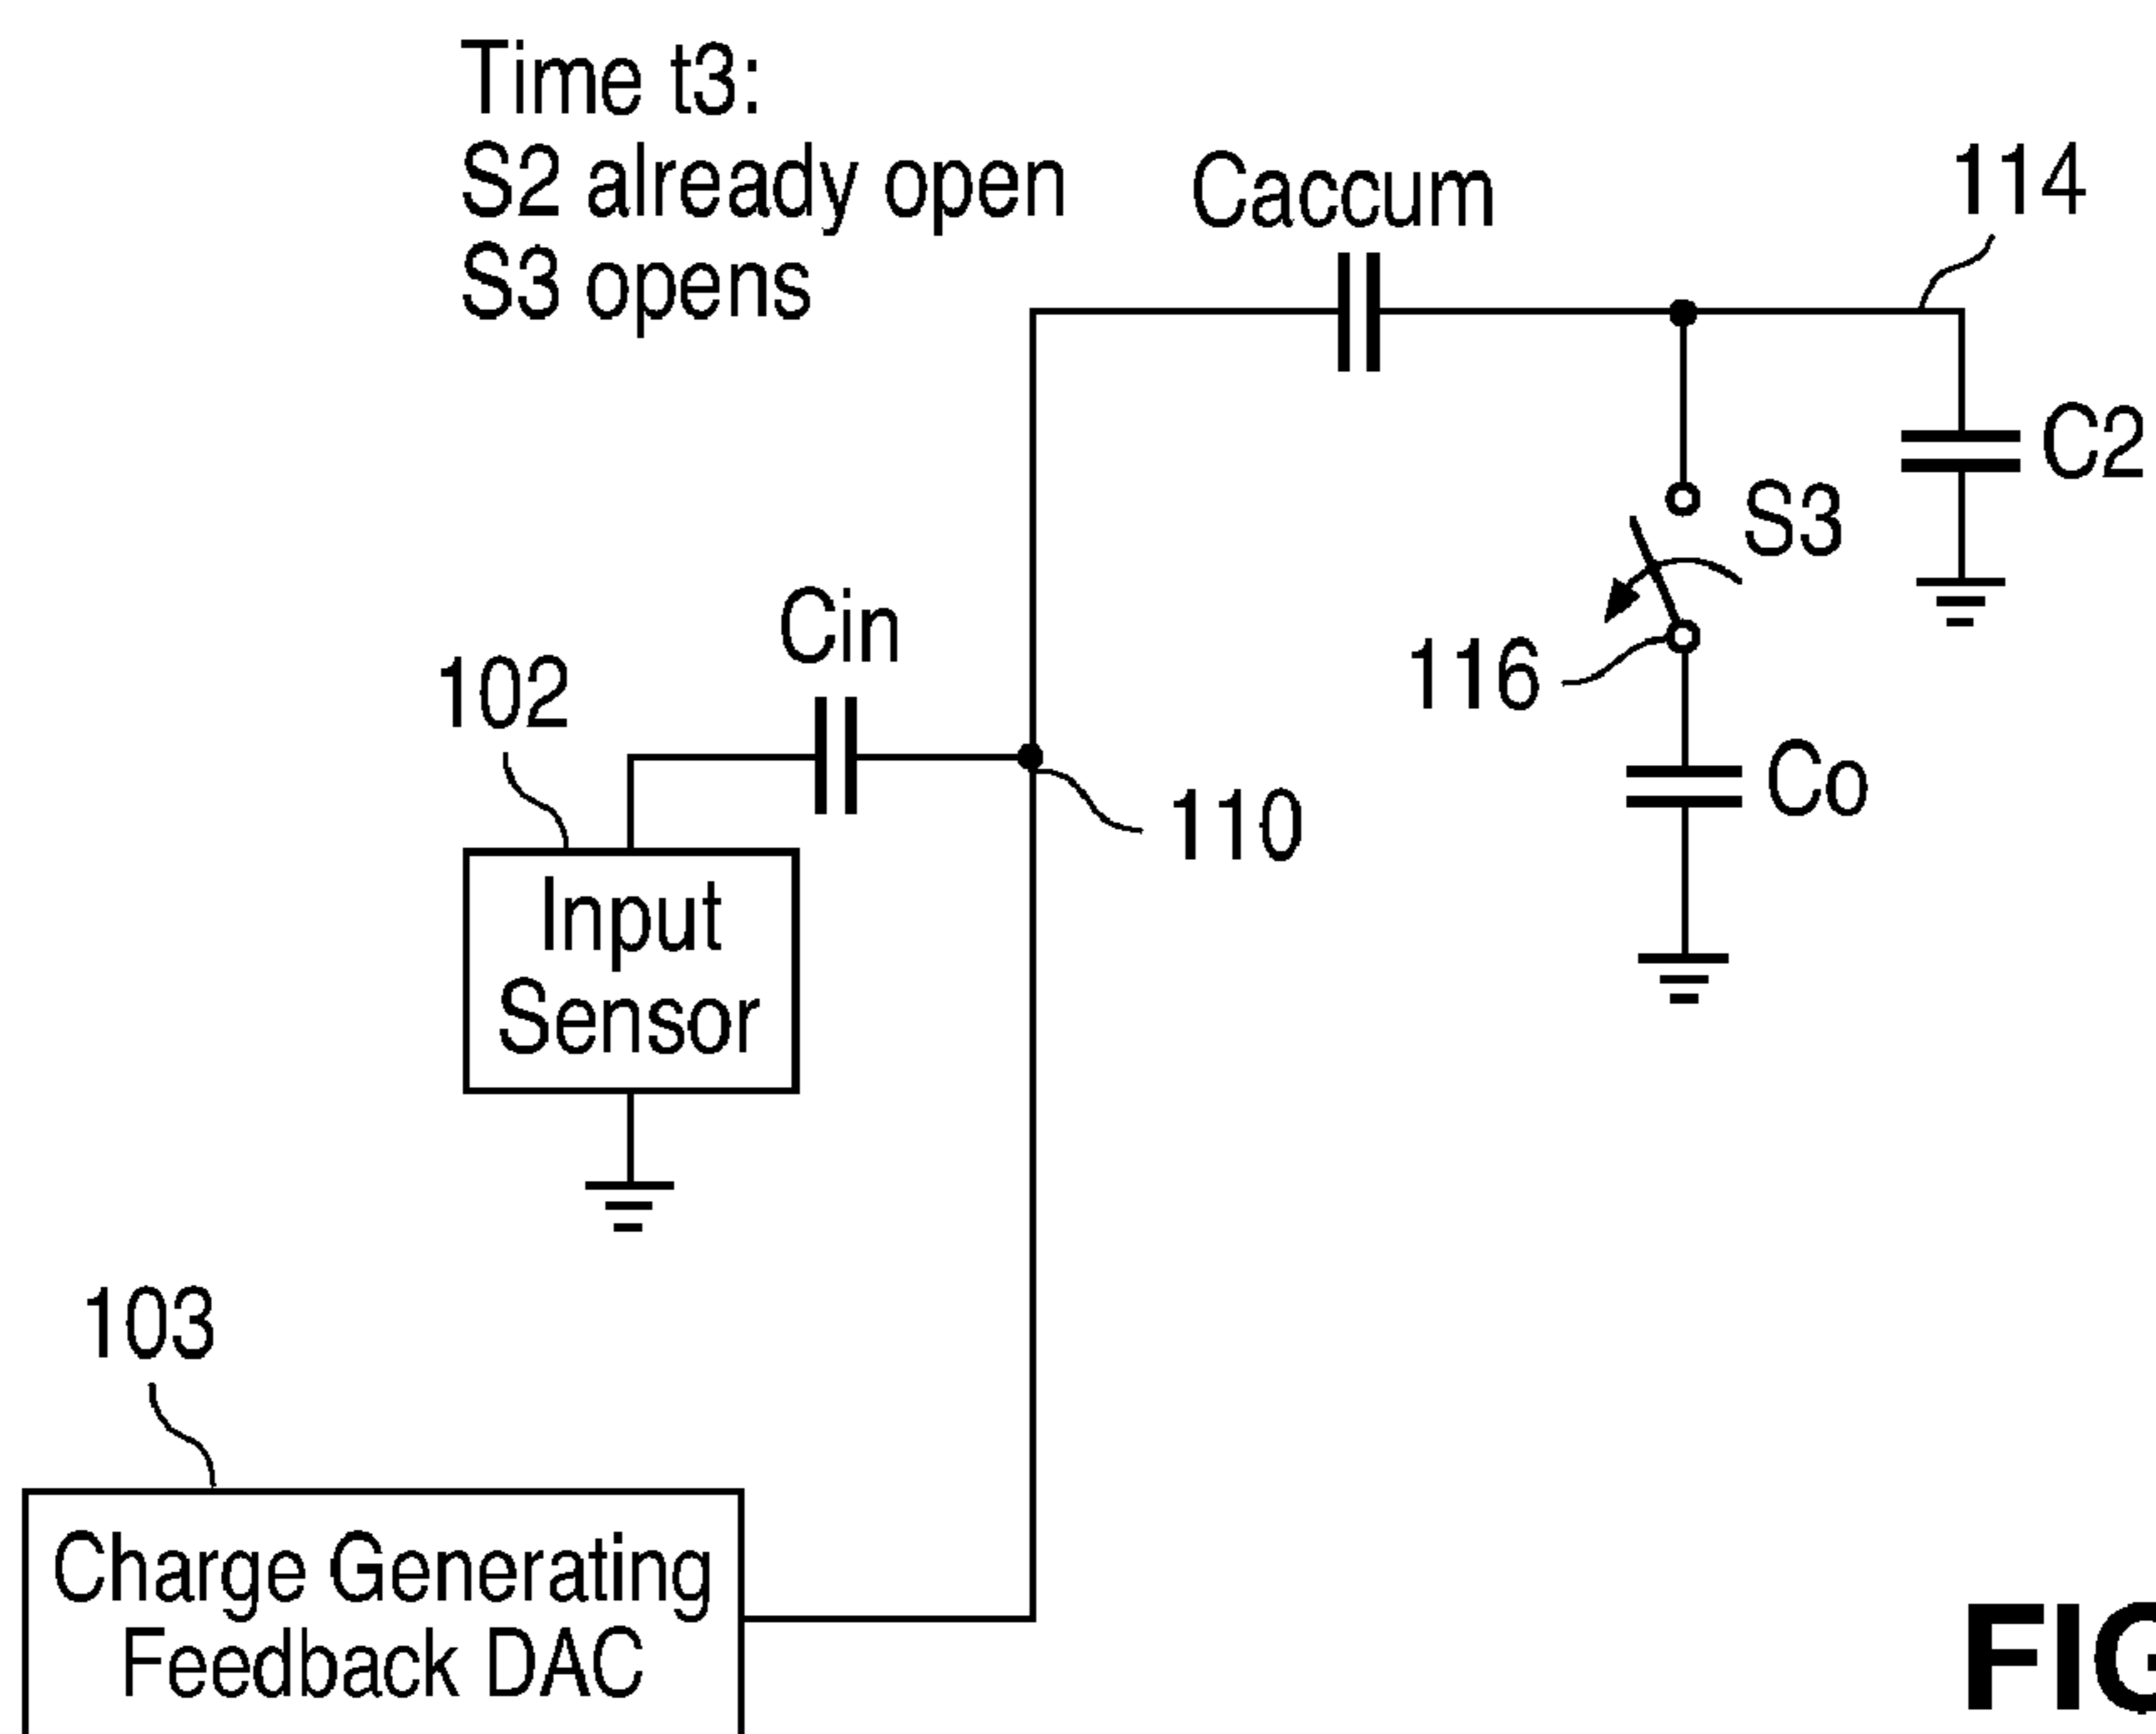 Time t3:
S2 already open
S3 opens
Caccum
114
C2
S3
Cin
116
102
Co
110
Input
Sensor
103
Charge Generating
Feedback DAC